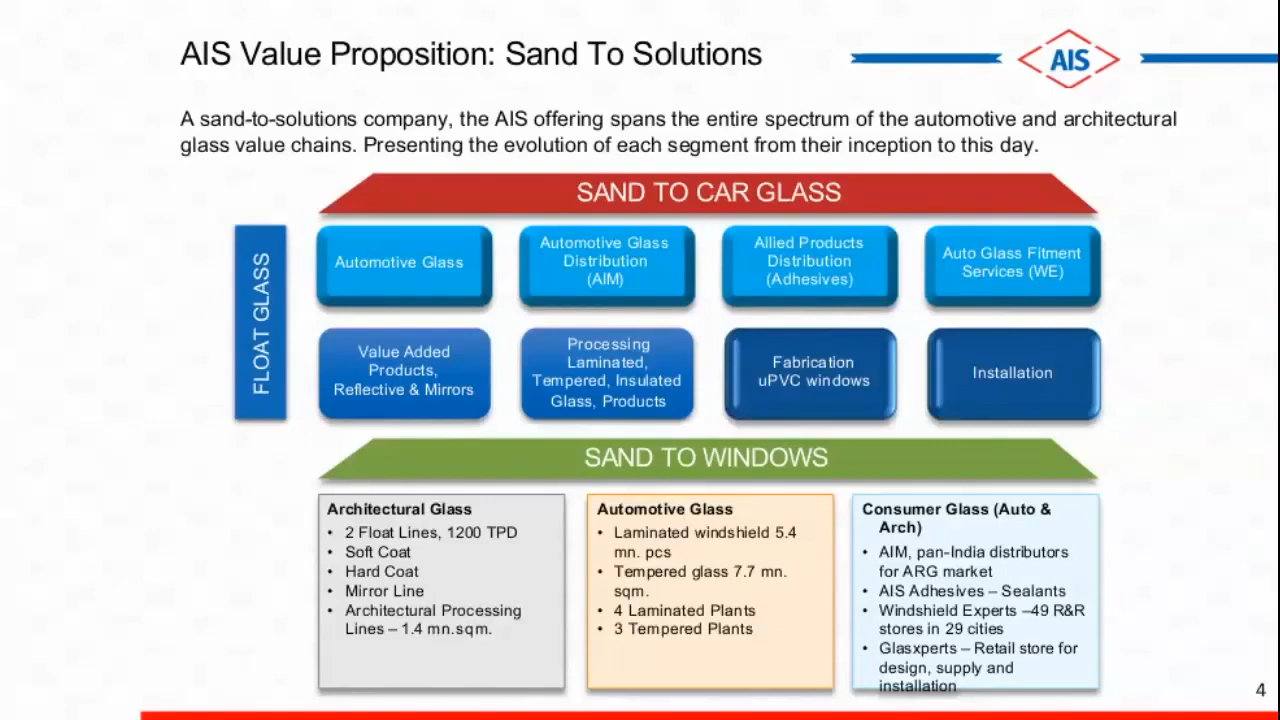 AIS Value Proposition: Sand To Solutions
AIS
A sand-to-solutions company, the AIS offering spans the entire spectrum of the automotive and architectural
glass value chains. Presenting the evolution of each segment from their inception to this day.
SAND TO CAR GLASS
FLOAT GLASS
Automotive Glass
Automotive Glass
Distribution
(AIM)
Allied Products
Distribution
(Adhesives)
Auto Glass Fitment
Services (WE)
Value Added
Products,
Reflective & Mirrors
Processing
Laminated,
Tempered, Insulated
Glass, Products
Fabrication
uPVC windows
Installation
SAND TO WINDOWS
Architectural Glass
• 2 Float Lines, 1200 TPD
• Soft Coat
• Hard Coat
• Mirror Line
• Architectural Processing
Lines – 1.4 mn.sqm.
Automotive Glass
• Laminated windshield 5.4
mn. pcs
• Tempered glass 7.7 mn.
sqm.
• 4 Laminated Plants
• 3 Tempered Plants
Consumer Glass (Auto &
Arch)
• AIM, pan-India distributors
for ARG market
• AIS Adhesives – Sealants
• Windshield Experts –49 R&R
stores in 29 cities
• Glasxperts – Retail store for
design, supply and
installation
4